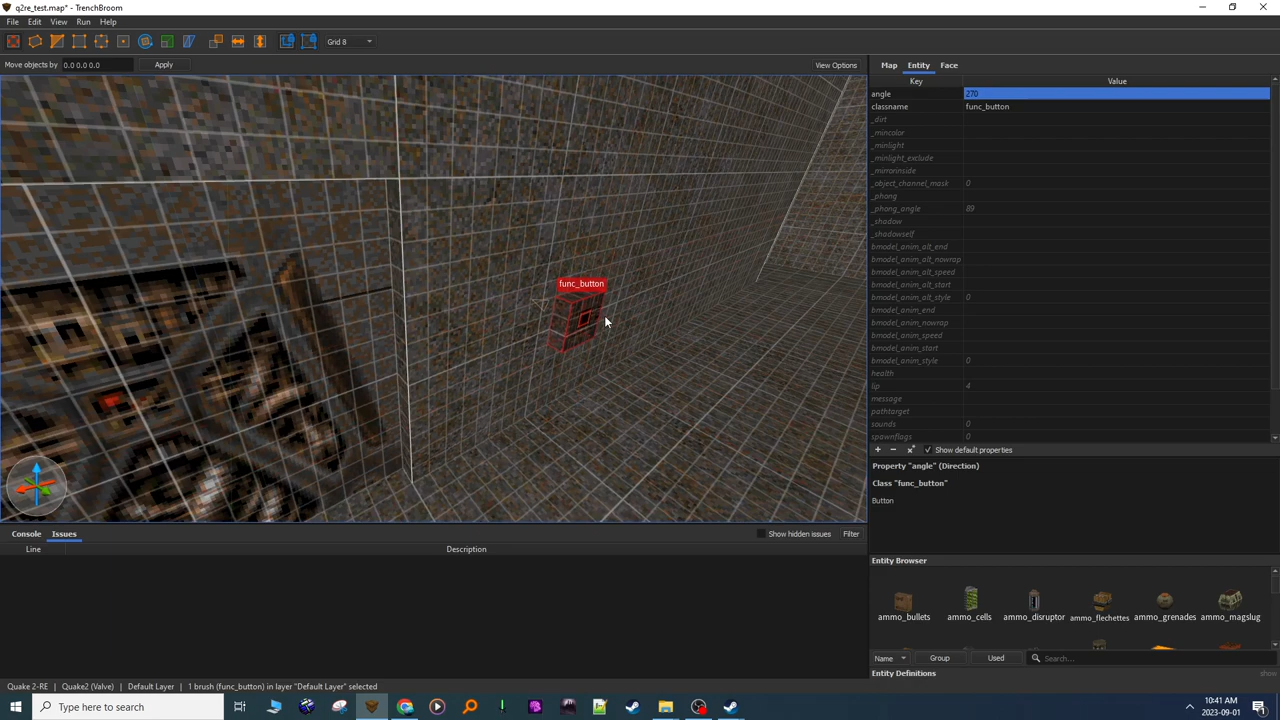 q2re_test.map* - TrenchBroom
File Edit View Run Help
Grid 8
Move objects by 0.0 0.0 0.0 Apply View Options
Map Entity Face
Key Value
angle 270
classname func_button
_dirt
_mincolor
_minlight
_minlight_exclude
_mirrorinside
_object_channel_mask 0
_phong
_phong_angle 89
_shadow
_shadowself
bmodel_anim_alt_end
bmodel_anim_alt_nowrap
bmodel_anim_alt_speed
bmodel_anim_alt_start
bmodel_anim_alt_style 0
bmodel_anim_end
bmodel_anim_nowrap
bmodel_anim_speed
bmodel_anim_start
bmodel_anim_style 0
health
lip 4
message
pathtarget
sounds 0
spawnflags 0
func_button
Show default properties
Property "angle" (Direction)
Class "func_button"
Button
Console Issues Show hidden issues Filter
Line Description
Entity Browser
ammo_bullets ammo_cells ammo_disruptor ammo_flechettes ammo_grenades ammo_magslug
Name Group Used Search...
Entity Definitions show
Quake 2-RE Quake2 (Valve) Default Layer 1 brush (func_button) in layer "Default Layer" selected
Type here to search
10:41 AM
2023-09-01